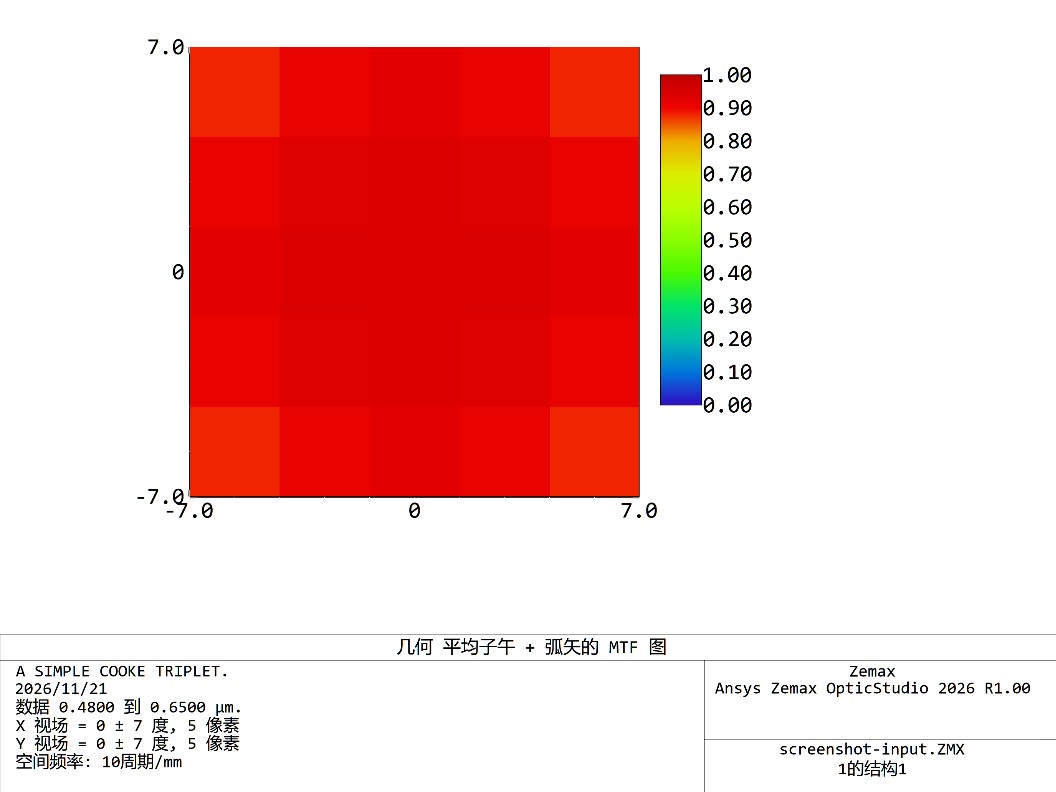 7.0
0
-7.0
-7.0
0
7.0
1.00
0.90
0.80
0.70
0.60
0.50
0.40
0.30
0.20
0.10
0.00
几何 平均子午 + 弧矢的 MTF 图
A SIMPLE COOKE TRIPLET.
2026/11/21
数据 0.4800 到 0.6500 µm.
X 视场 = 0 ± 7 度, 5 像素
Y 视场 = 0 ± 7 度, 5 像素
空间频率: 10周期/mm
Zemax
Ansys Zemax OpticStudio 2026 R1.00
screenshot-input.ZMX
1的结构1